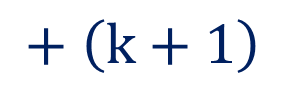 + (k + 1)